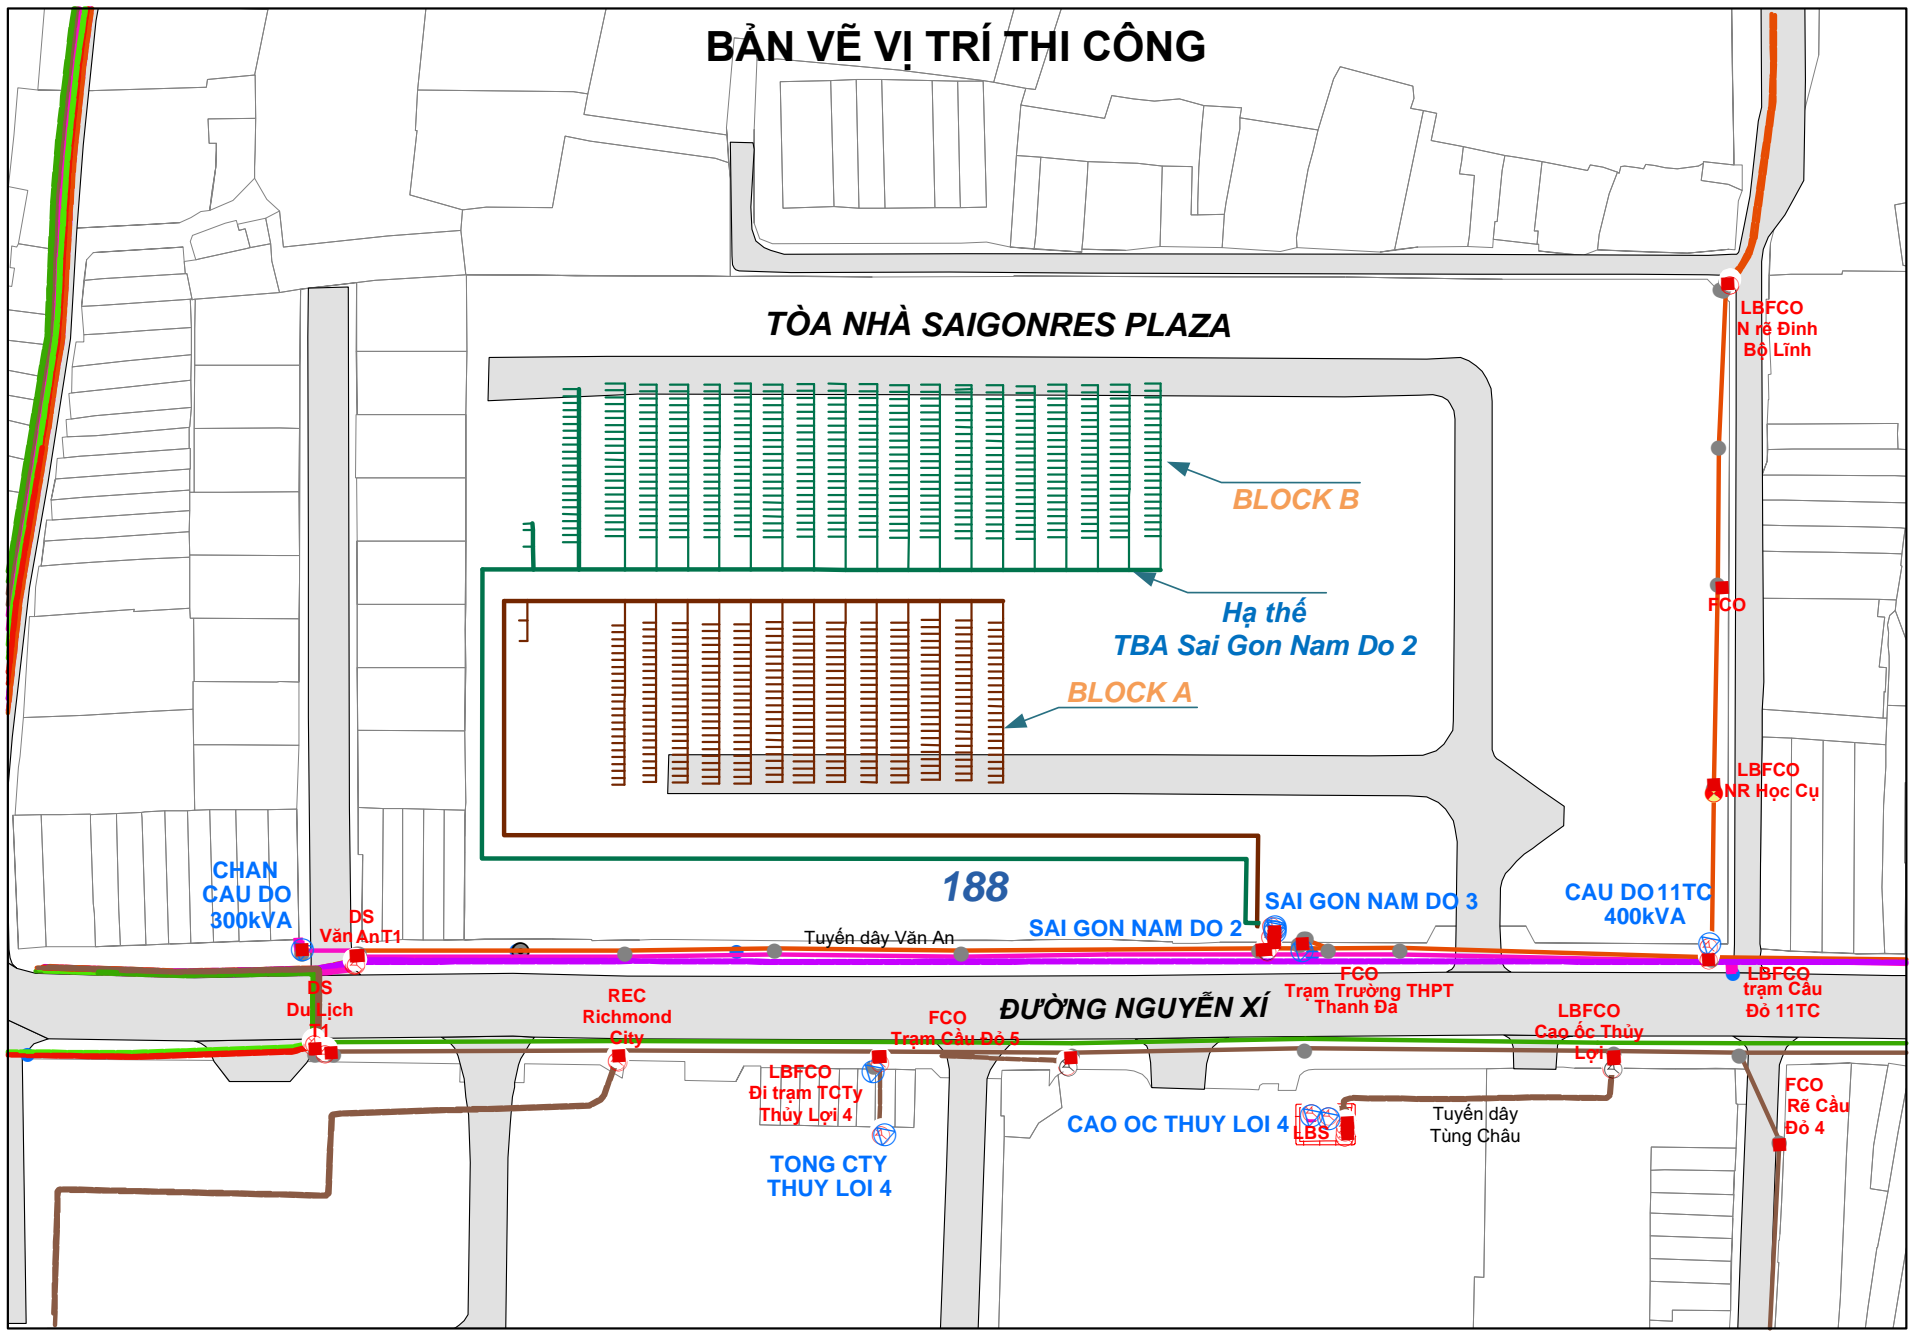 BẢN VẼ VỊ TRÍ THI CÔNG
TÒA NHÀ SAIGONRES PLAZA
LBFCO
N rẽ Đinh
Bộ Lĩnh
BLOCK B
Hạ thế
TBA Sai Gon Nam Do 2
FCO
BLOCK A
LBFCO
NR Học Cụ
CHAN
CAU DO
300kVA
188
SAI GON NAM DO 3
CAU DO 11TC
400kVA
DS
Văn An T1
Tuyến dây Văn An
SAI GON NAM DO 2
DS
Du Lịch
T1
REC
Richmond
City
ĐƯỜNG NGUYỄN XÍ
FCO
Trạm Trường THPT
Thanh Đa
LBFCO
trạm Cầu
Đỏ 11TC
FCO
Trạm Cầu Đỏ 5
LBFCO
Cao ốc Thủy
Lợi
LBFCO
Đi trạm TCTy
Thủy Lợi 4
CAO OC THUY LOI 4
LBS
Tuyến dây
Tùng Châu
FCO
Rẽ Cầu
Đỏ 4
TONG CTY
THUY LOI 4